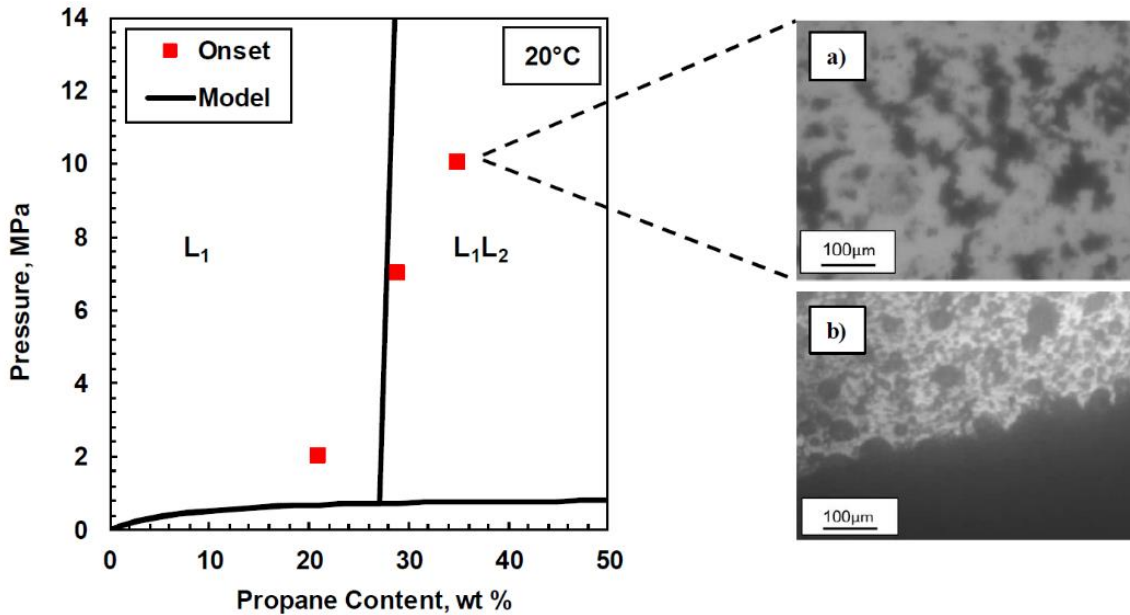 14
12
10
8
6
4
2
0
Pressure, MPa
Onset
Model
20°C
L₁
L₁L₂
0 10 20 30 40 50
Propane Content, wt %
a)
100μm
b)
100μm